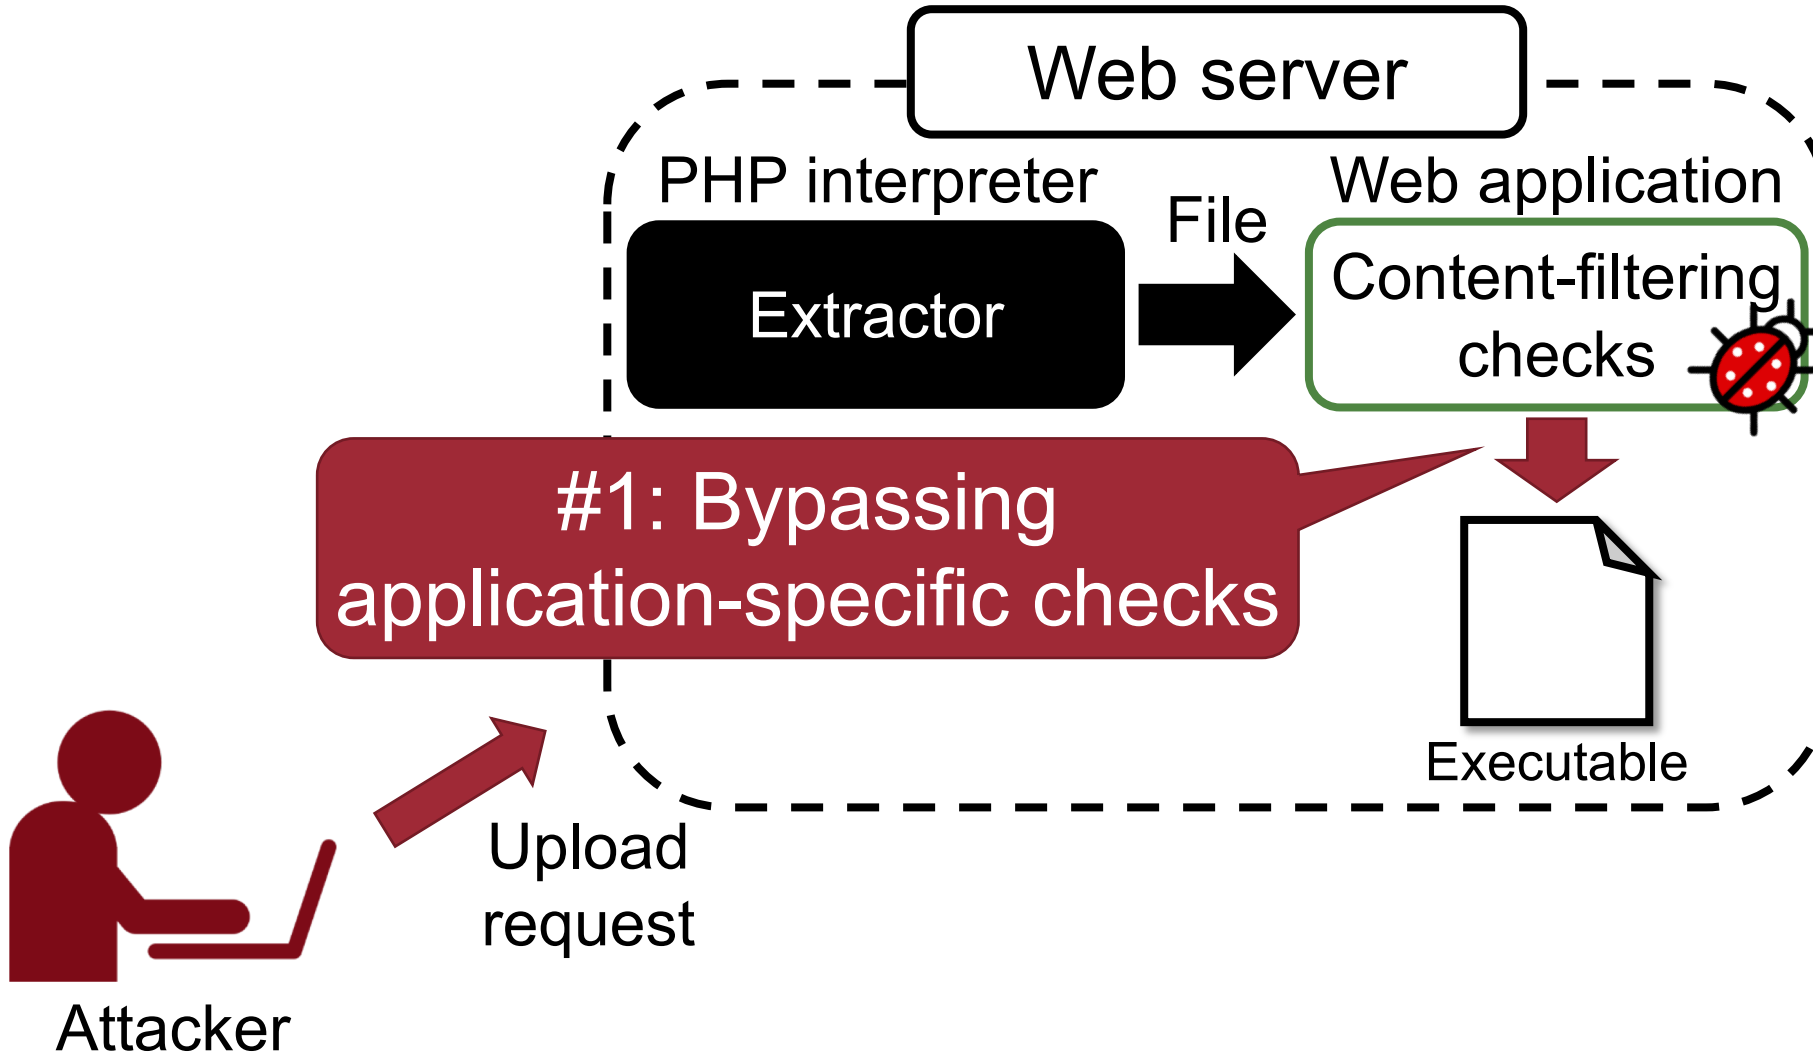 Web server
PHP interpreter
Web application
File
Extractor
Content-filtering
checks
#1: Bypassing
application-specific checks
Executable
Upload
request
Attacker